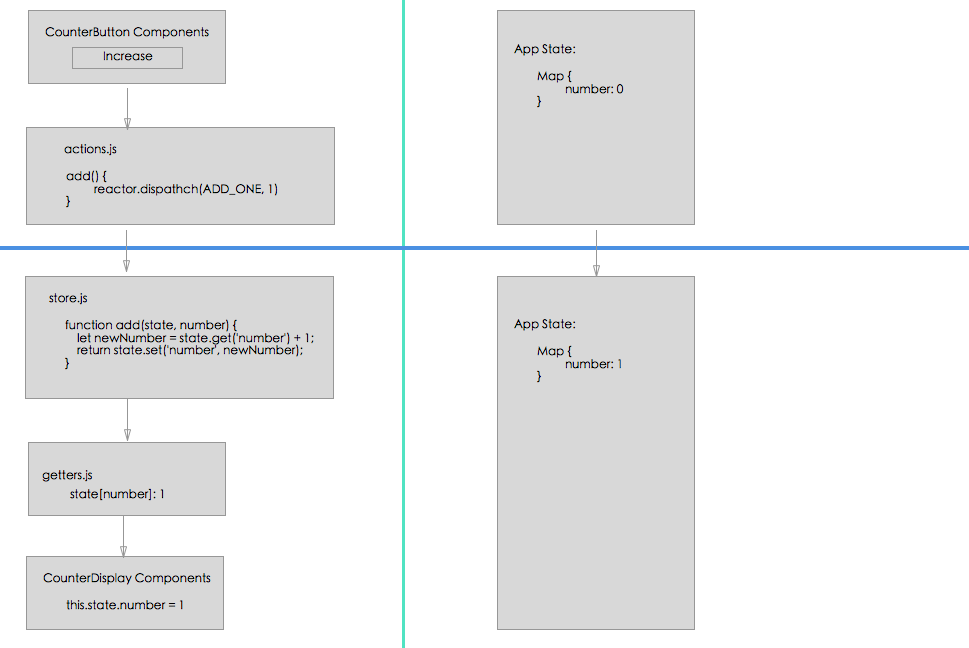 CounterButton Components
Increase
actions.js
add() {
reactor.dispathch(ADD_ONE, 1)
}
store.js
function add(state, number) {
let newNumber = state.get('number') + 1;
return state.set('number', newNumber);
}
getters.js
state[number]: 1
CounterDisplay Components
this.state.number = 1
App State:
Map {
number: 0
}
App State:
Map {
number: 1
}